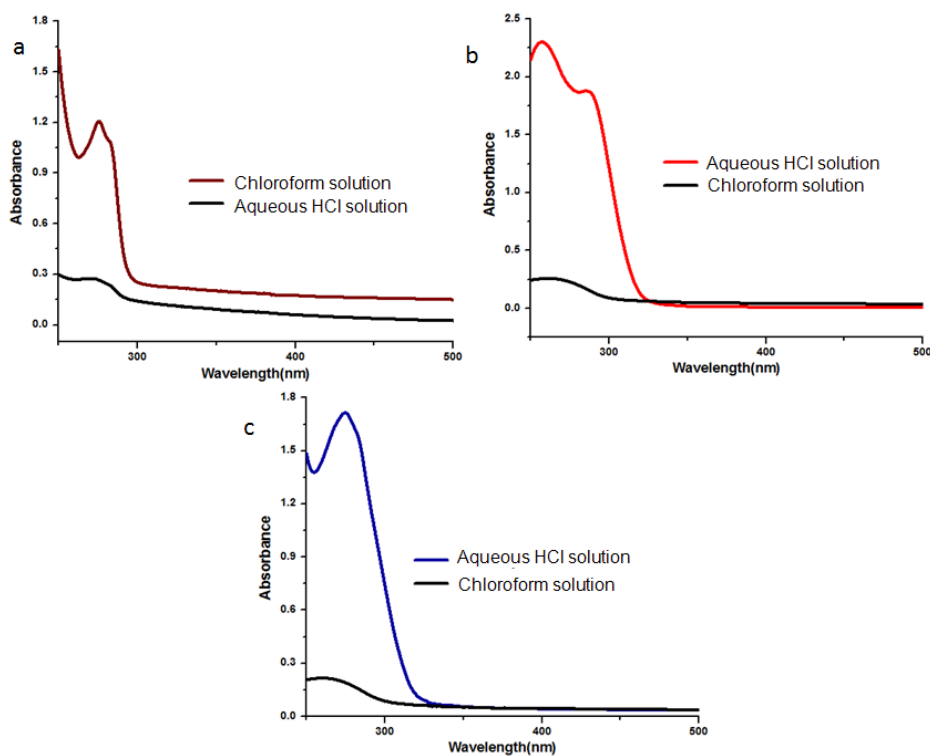 a
1.8
1.5
1.2
0.9
0.6
0.3
0.0
Absorbance
Chloroform solution
Aqueous HCl solution
300
400
500
Wavelength(nm)
b
2.5
2.0
1.5
1.0
0.5
0.0
Absorbance
Aqueous HCl solution
Chloroform solution
300
400
500
Wavelength(nm)
c
1.8
1.5
1.2
0.9
0.6
0.3
0.0
Absorbance
Aqueous HCl solution
Chloroform solution
300
400
500
Wavelength(nm)